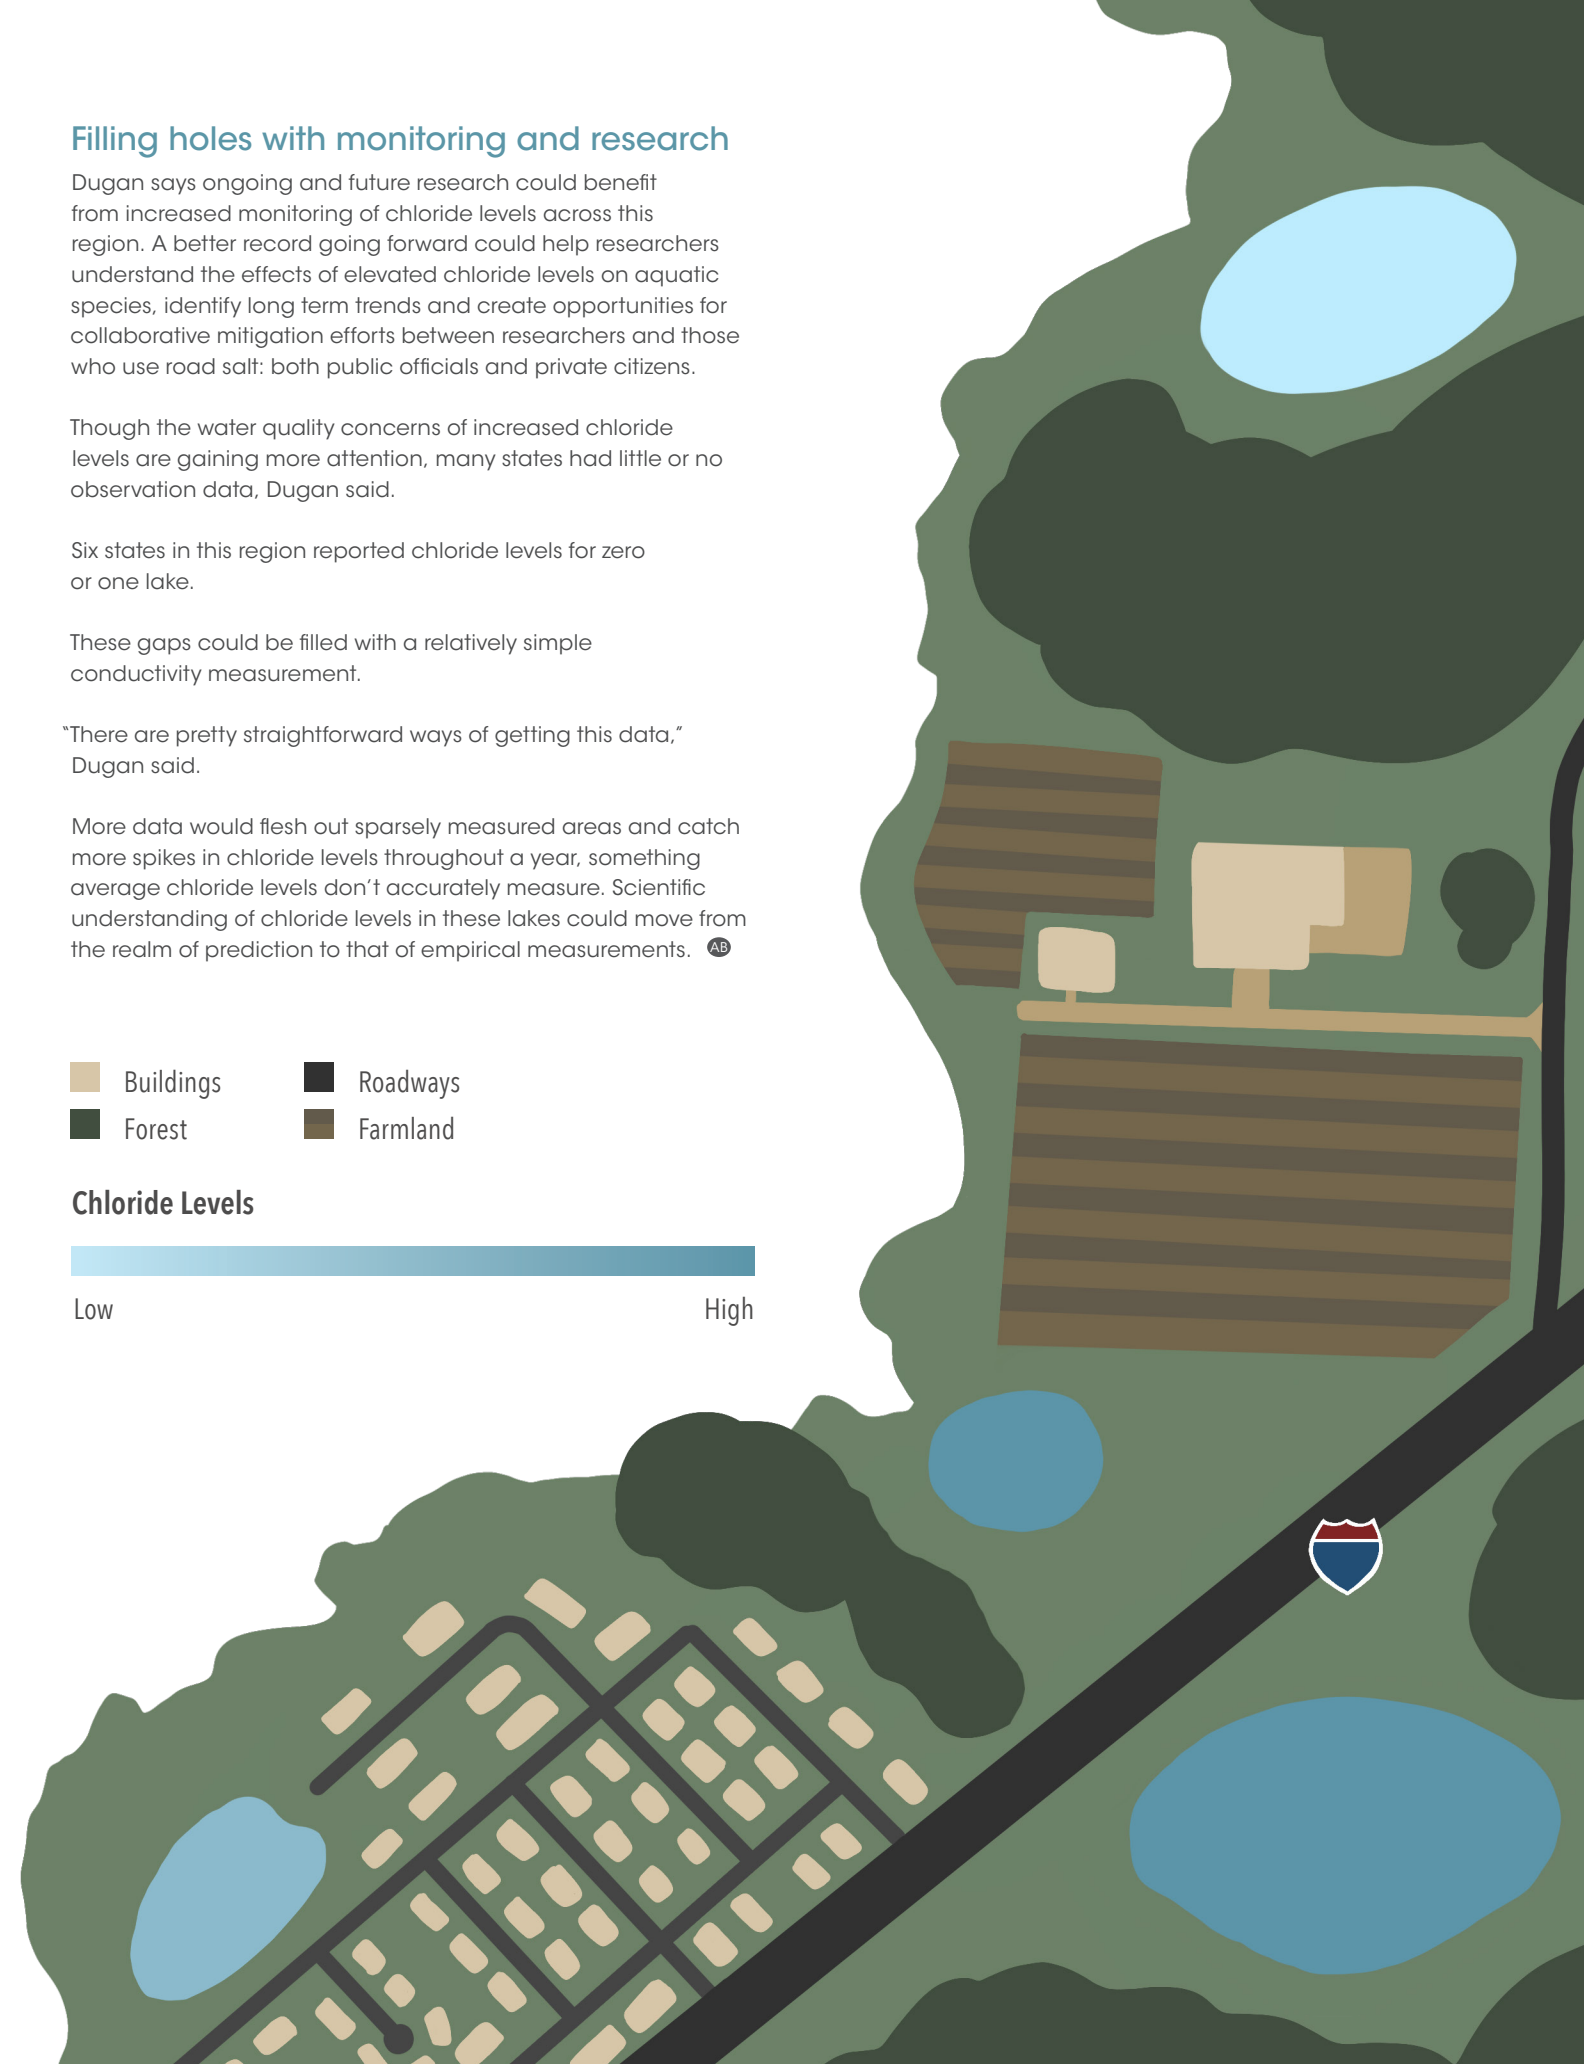 Filling holes with monitoring and research
Dugan says ongoing and future research could benefit
from increased monitoring of chloride levels across this
region. A better record going forward could help researchers
understand the effects of elevated chloride levels on aquatic
species, identify long term trends and create opportunities for
collaborative mitigation efforts between researchers and those
who use road salt: both public officials and private citizens.
Though the water quality concerns of increased chloride
levels are gaining more attention, many states had little or no
observation data, Dugan said.
Six states in this region reported chloride levels for zero
or one lake.
These gaps could be filled with a relatively simple
conductivity measurement.
“There are pretty straightforward ways of getting this data,”
Dugan said.
More data would flesh out sparsely measured areas and catch
more spikes in chloride levels throughout a year, something
average chloride levels don’t accurately measure. Scientific
understanding of chloride levels in these lakes could move from
the realm of prediction to that of empirical measurements. AB
Buildings
Roadways
Forest
Farmland
Chloride Levels
Low
High